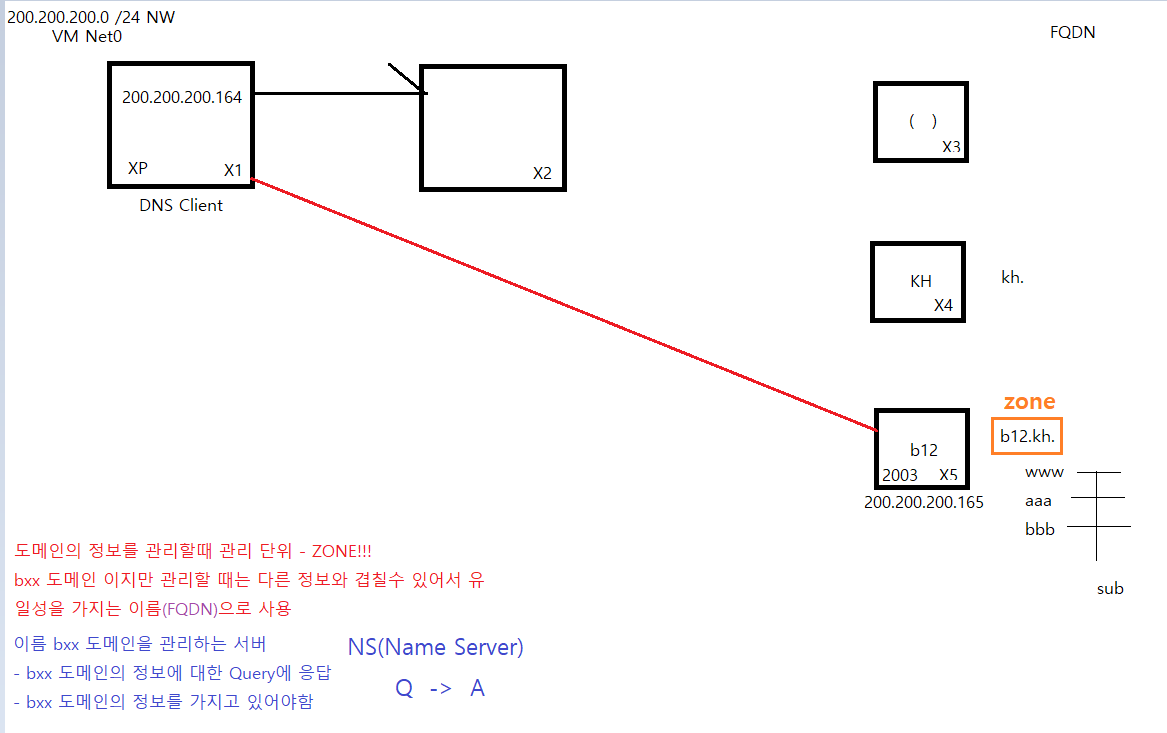 200.200.200.0 /24 NW
VM Net0
FQDN
200.200.200.164
XP X1
DNS Client
X2
( )
X3
KH
X4
kh.
zone
b12.kh.
b12
2003 X5
200.200.200.165
www
aaa
bbb
sub
도메인의 정보를 관리할때 관리 단위 - ZONE!!!
bxx 도메인 이지만 관리할 때는 다른 정보와 겹칠수 있어서 유
일성을 가지는 이름(FQDN)으로 사용
이름 bxx 도메인을 관리하는 서버
- bxx 도메인의 정보에 대한 Query에 응답
- bxx 도메인의 정보를 가지고 있어야함
NS(Name Server)
Q -> A